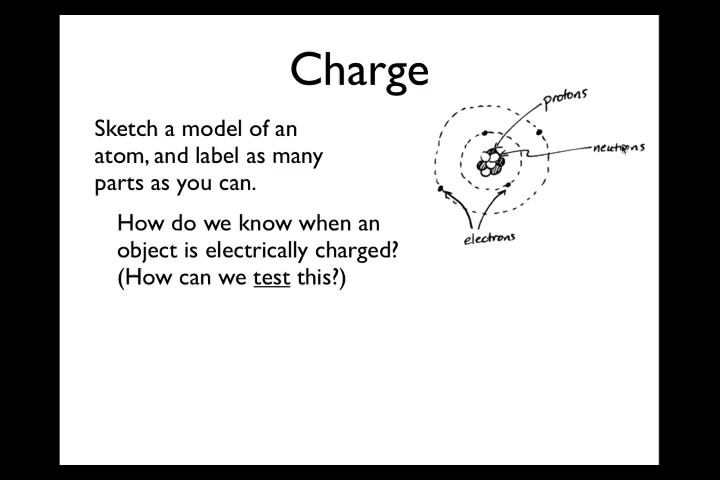 Charge
Sketch a model of an
atom, and label as many
parts as you can.
How do we know when an
object is electrically charged?
(How can we test this?)
protons
neutrons
electrons